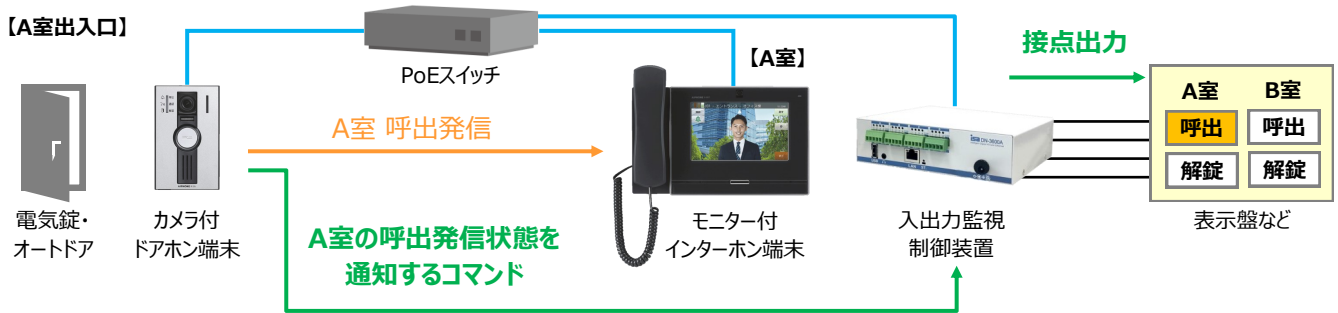 【A室出入口】
PoEスイッチ
【A室】
接点出力
A室 B室
呼出 呼出
解錠 解錠
A室 呼出発信
isa DN-3600A
電気錠・
オートドア
カメラ付
ドアホン端末
A室の呼出発信状態を
通知するコマンド
モニター付
インターホン端末
入出力監視
制御装置
表示盤など